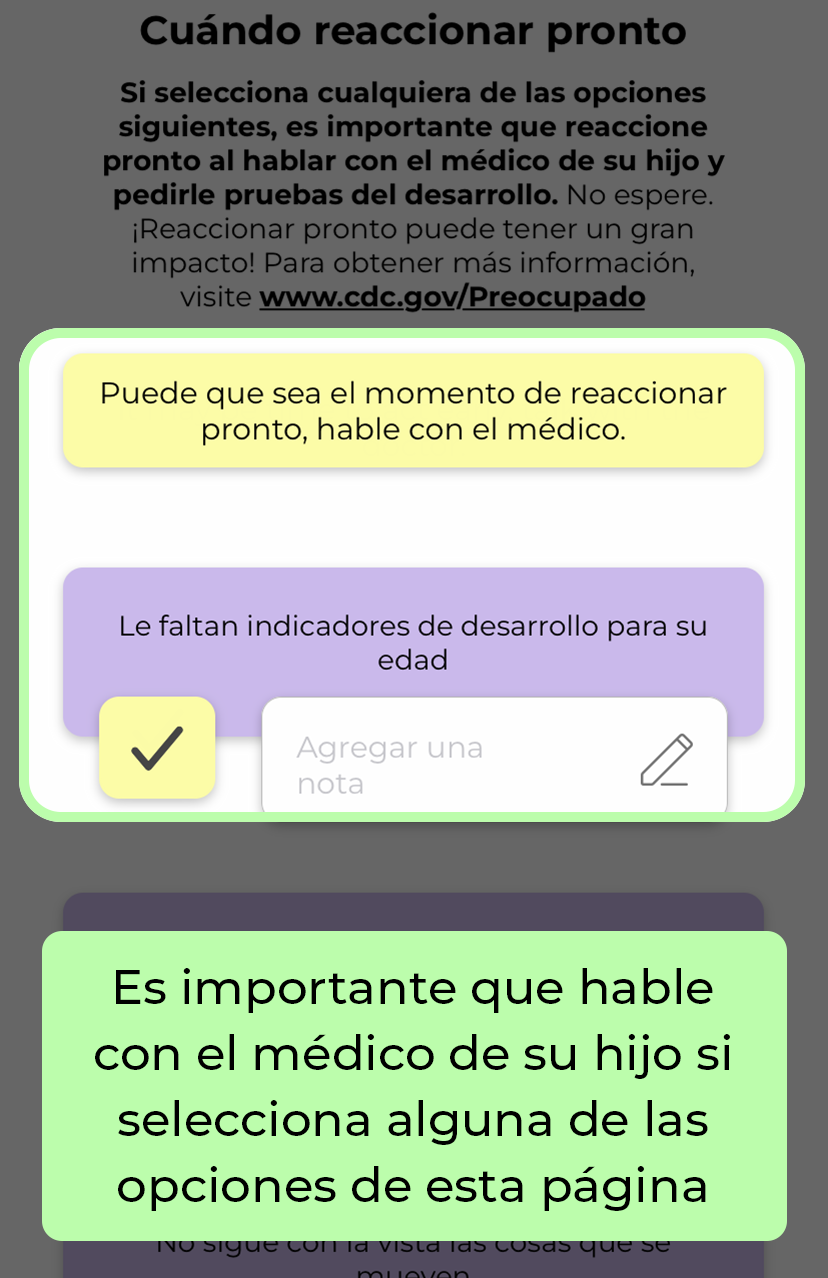 Cuándo reaccionar pronto
Si selecciona cualquiera de las opciones
siguientes, es importante que reaccione
pronto al hablar con el médico de su hijo y
pedirle pruebas del desarrollo. No espere.
¡Reaccionar pronto puede tener un gran
impacto! Para obtener más información,
visite www.cdc.gov/Preocupado
Puede que sea el momento de reaccionar
pronto, hable con el médico.
Le faltan indicadores de desarrollo para su
edad
Agregar una
nota
Es importante que hable
con el médico de su hijo si
selecciona alguna de las
opciones de esta página
No sigue con la vista las cosas que se
mueven